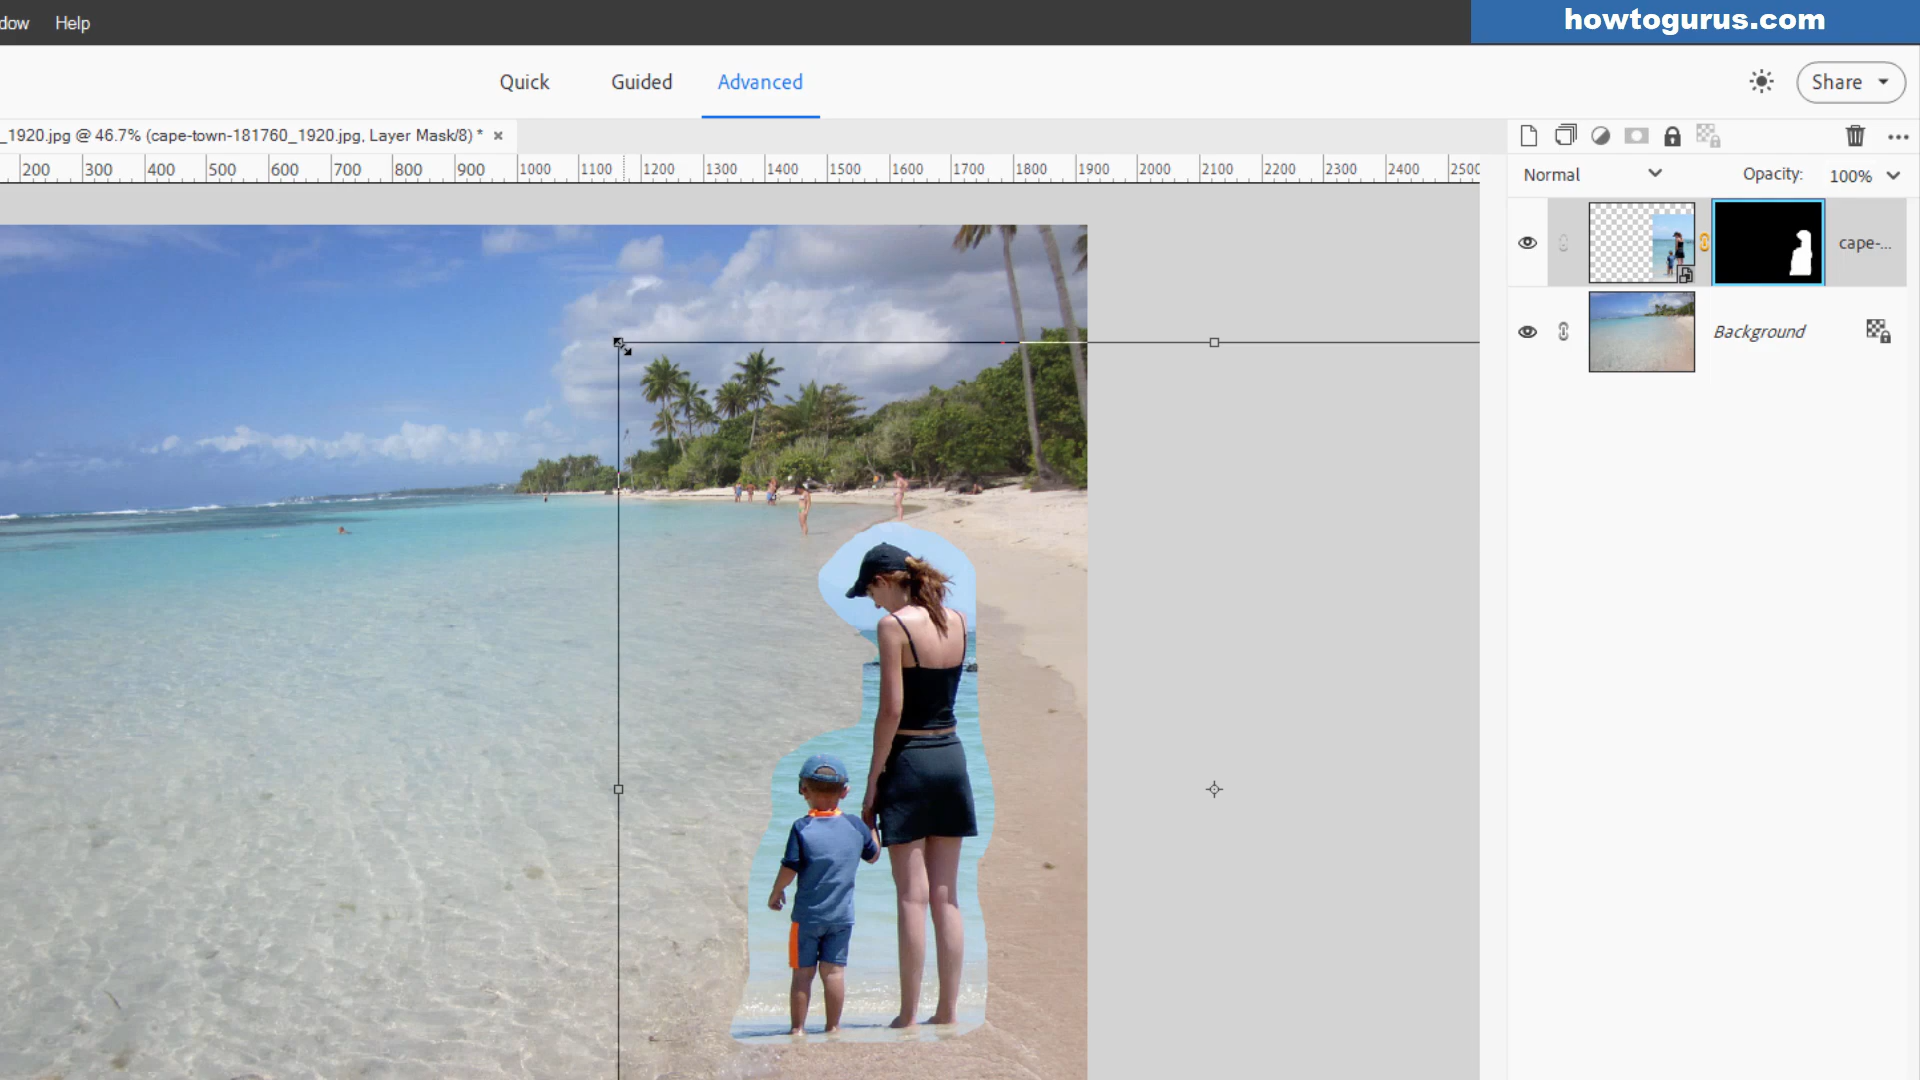 dow Help
howtogurus.com
Quick Guided Advanced
Share
_1920.jpg @ 46.7% (cape-town-181760_1920.jpg, Layer Mask/8) *
200 300 400 500 600 700 800 900 1000 1100 1200 1300 1400 1500 1600 1700 1800 1900 2000 2100 2200 2300 2400 2500
Normal Opacity: 100%
cape-...
Background